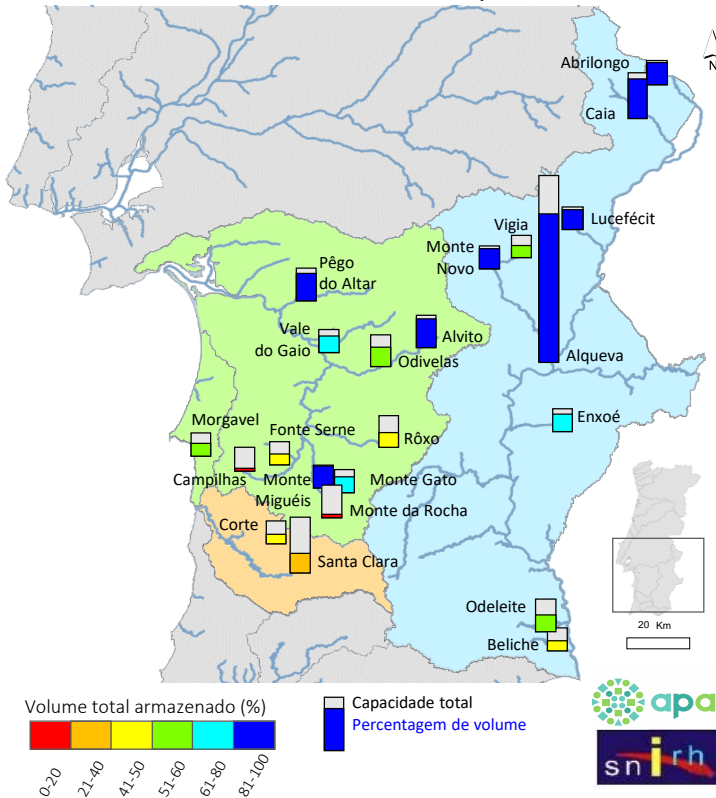 Abrilongo
N
Caia
Lucefécit
Vigia
Monte
Novo
Pêgo
do Altar
Vale
do Gaio
Alvito
Odivelas
Alqueva
Enxoé
Morgavel
Fonte Serne
Rôxo
Campilhas
Monte
Miguéis
Monte Gato
Monte da Rocha
Corte
Santa Clara
Odeleite
Beliche
20 Km
Volume total armazenado (%)
0-20
21-40
41-50
51-60
61-80
81-100
Capacidade total
Percentagem de volume
apa
snirh